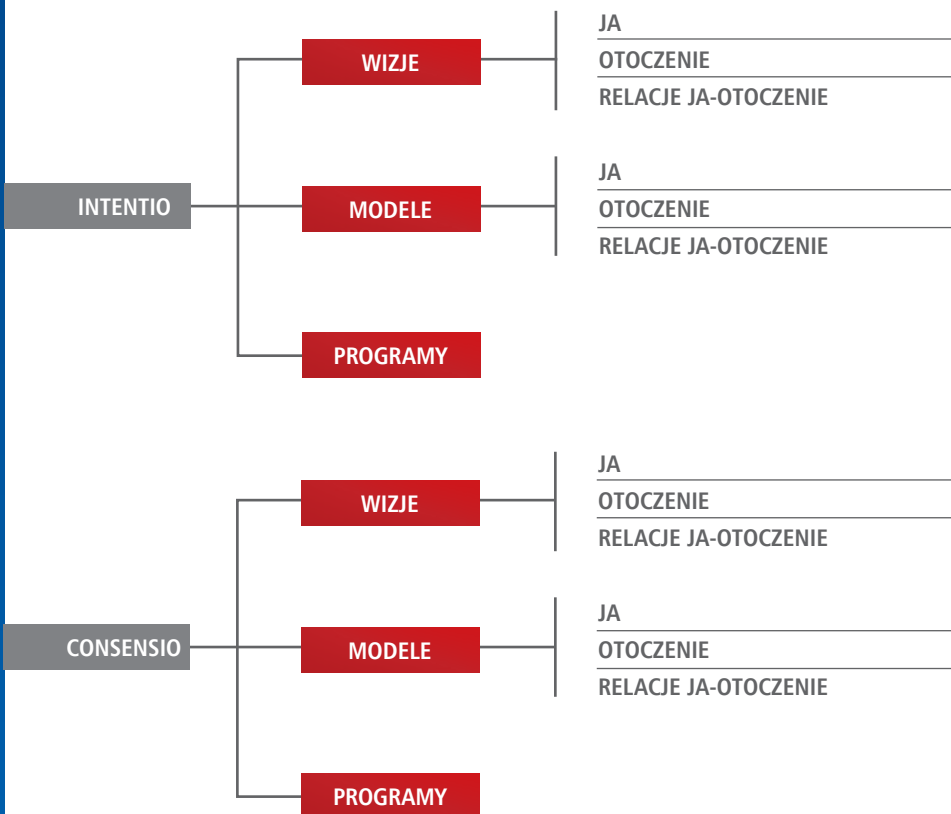 JA
WIZJE
OTOCZENIE
RELACJE JA-OTOCZENIE
JA
INTENTIO
MODELE
OTOCZENIE
RELACJE JA-OTOCZENIE
PROGRAMY
JA
WIZJE
OTOCZENIE
RELACJE JA-OTOCZENIE
JA
CONSENSIO
MODELE
OTOCZENIE
RELACJE JA-OTOCZENIE
PROGRAMY